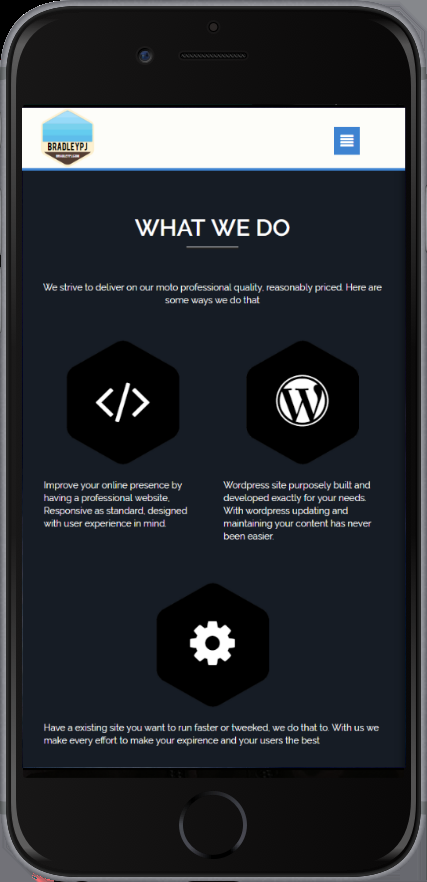 BRADLEYPJ
BRADLEYPJ.COM
WHAT WE DO
We strive to deliver on our moto professional quality, reasonably priced. Here are
some ways we do that
Improve your online presence by
having a professional website,
Responsive as standard, designed
with user experience in mind.
Wordpress site purposely built and
developed exactly for your needs.
With wordpress updating and
maintaining your content has never
been easier.
Have a existing site you want to run faster or tweeked, we do that to. With us we
make every effort to make your expirence and your users the best